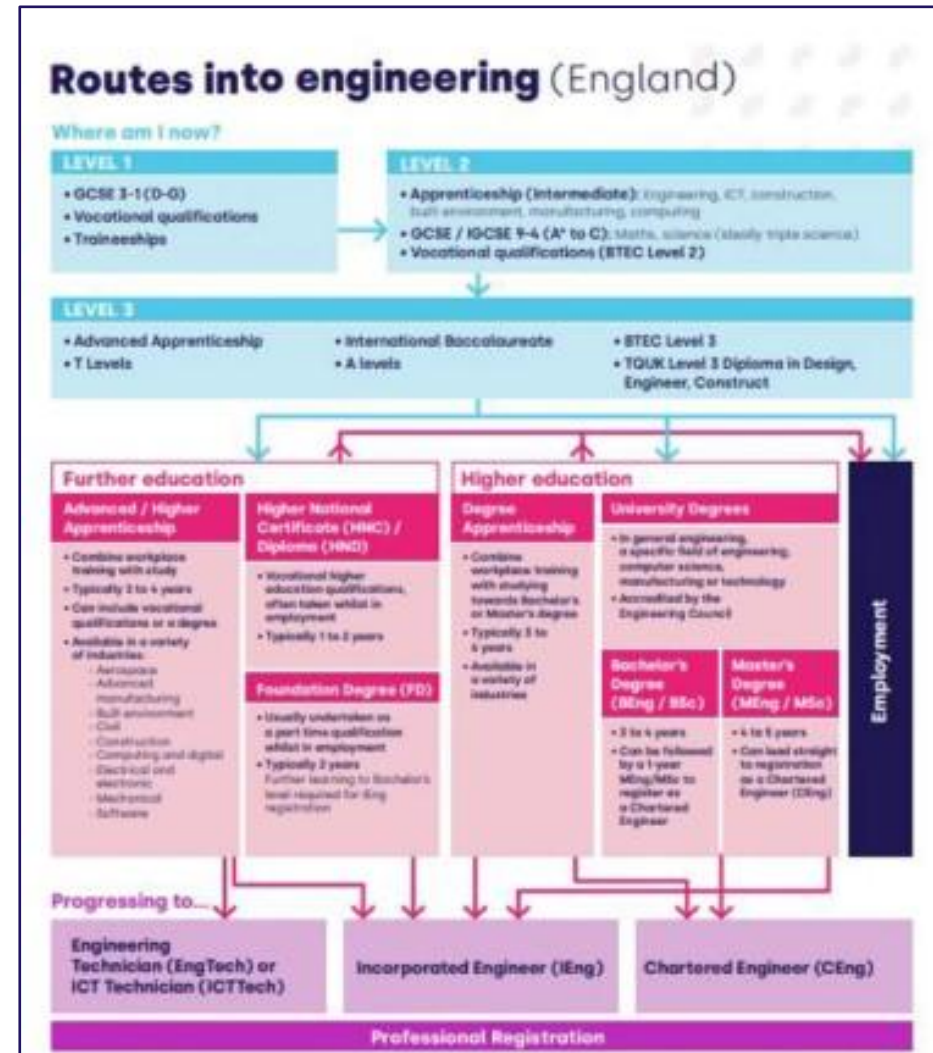 Routes into engineering (England)
Where am I now?
LEVEL 1
• GCSE 3-1 (D-G)
• Vocational qualifications
• Traineeships
LEVEL 2
• Apprenticeship (Intermediate): Engineering, ICT, construction,
built environment, manufacturing, computing
• GCSE / IGCSE 9-4 (A* to C): Maths, science (ideally triple science)
• Vocational qualifications (BTEC Level 2)
LEVEL 3
• Advanced Apprenticeship
• T Levels
• International Baccalaureate
• A levels
• BTEC Level 3
• TQUK Level 3 Diploma in Design,
Engineer, Construct
Further education
Advanced / Higher
Apprenticeship
• Combine workplace
training with study
• Typically 3 to 4 years
• Can include vocational
qualifications or a degree
• Available in a variety
of industries:
- Aerospace
- Advanced
manufacturing
- Built environment
- Civil
- Construction
- Computing and digital
- Electrical and
electronic
- Mechanical
- Software
Higher National
Certificate (HNC) /
Diploma (HND)
• Vocational higher
education qualifications,
often taken whilst in
employment
• Typically 1 to 2 years
Foundation Degree (FD)
• Usually undertaken as
a part time qualification
whilst in employment
• Typically 2 years
Further learning to Bachelor's
level required for IEng
registration
Higher education
Degree
Apprenticeship
• Combine
workplace training
with studying
towards Bachelor's
or Master's degree
• Typically to
years
• Available in
a variety of
industries
University Degrees
• In general engineering,
a specific field of engineering,
computer science,
manufacturing or technology
• Accredited by the
Engineering Council
Bachelor's
Degree
(BEng / BSc)
• 3 to 4 years
• Can be followed
by a 1-year
MEng/MSc to
register as
a Chartered
Engineer
Master's
Degree
(MEng / MSc)
• 4 to 5 years
• Can lead straight
to registration
as a Chartered
Engineer (CEng)
Employment
Progressing to...
Engineering
Technician (EngTech) or
ICT Technician (ICTTech)
Incorporated Engineer (IEng)
Chartered Engineer (CEng)
Professional Registration